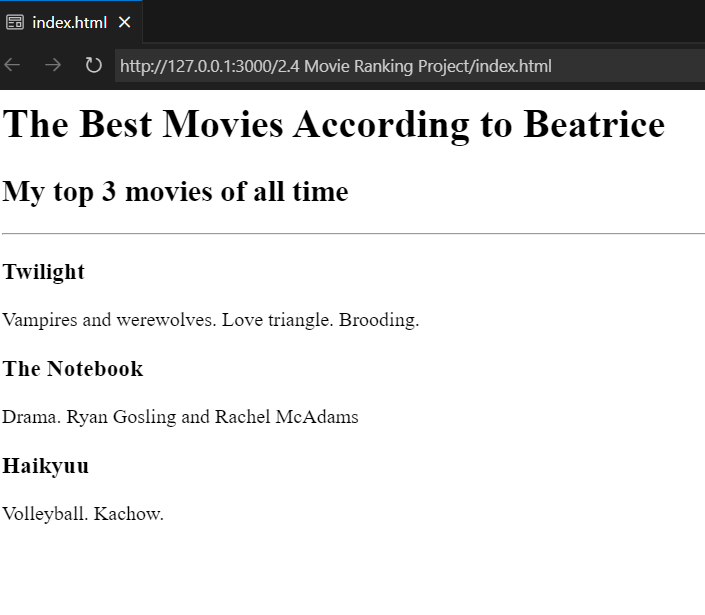 index.html
http://127.0.0.1:3000/2.4 Movie Ranking Project/index.html
The Best Movies According to Beatrice
My top 3 movies of all time
Twilight
Vampires and werewolves. Love triangle. Brooding.
The Notebook
Drama. Ryan Gosling and Rachel McAdams
Haikyuu
Volleyball. Kachow.